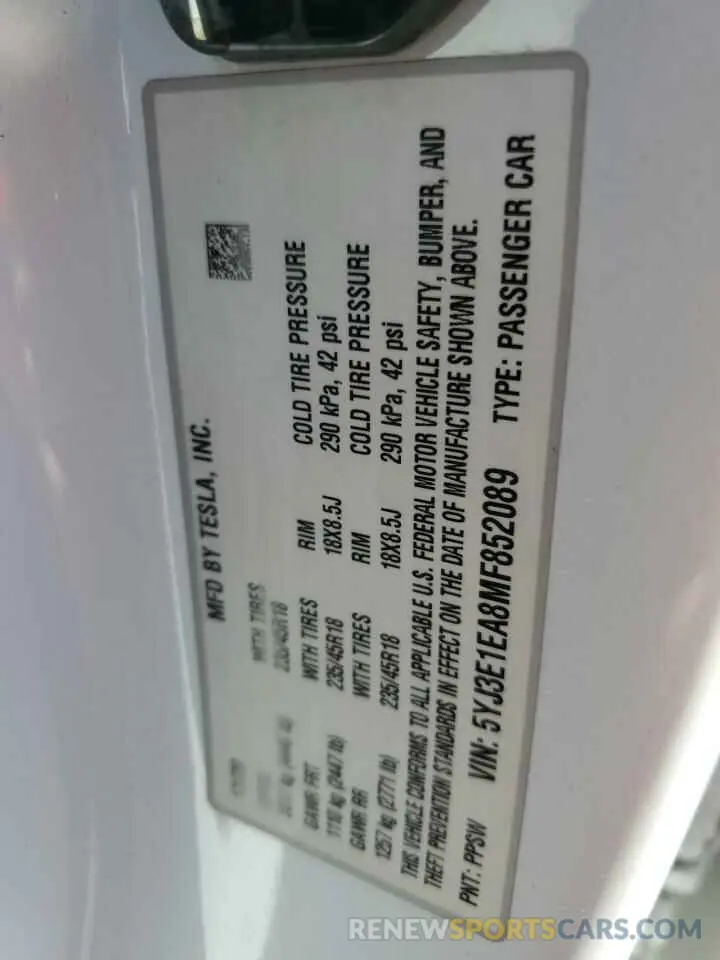 MFD BY TESLA, INC.
WITH TIRES
235/45R18
GAWR FRT WITH TIRES RIM COLD TIRE PRESSURE
1110 kg (2447 lb) 235/45R18 18X8.5J 290 kPa, 42 psi
GAWR RR WITH TIRES RIM COLD TIRE PRESSURE
1257 kg (2771 lb) 235/45R18 18X8.5J 290 kPa, 42 psi
THIS VEHICLE CONFORMS TO ALL APPLICABLE U.S. FEDERAL MOTOR VEHICLE SAFETY, BUMPER, AND
THEFT PREVENTION STANDARDS IN EFFECT ON THE DATE OF MANUFACTURE SHOWN ABOVE.
PNT: PPSW VIN: 5YJ3E1EA8MF852089 TYPE: PASSENGER CAR
RENEWSPORTSCARS.COM